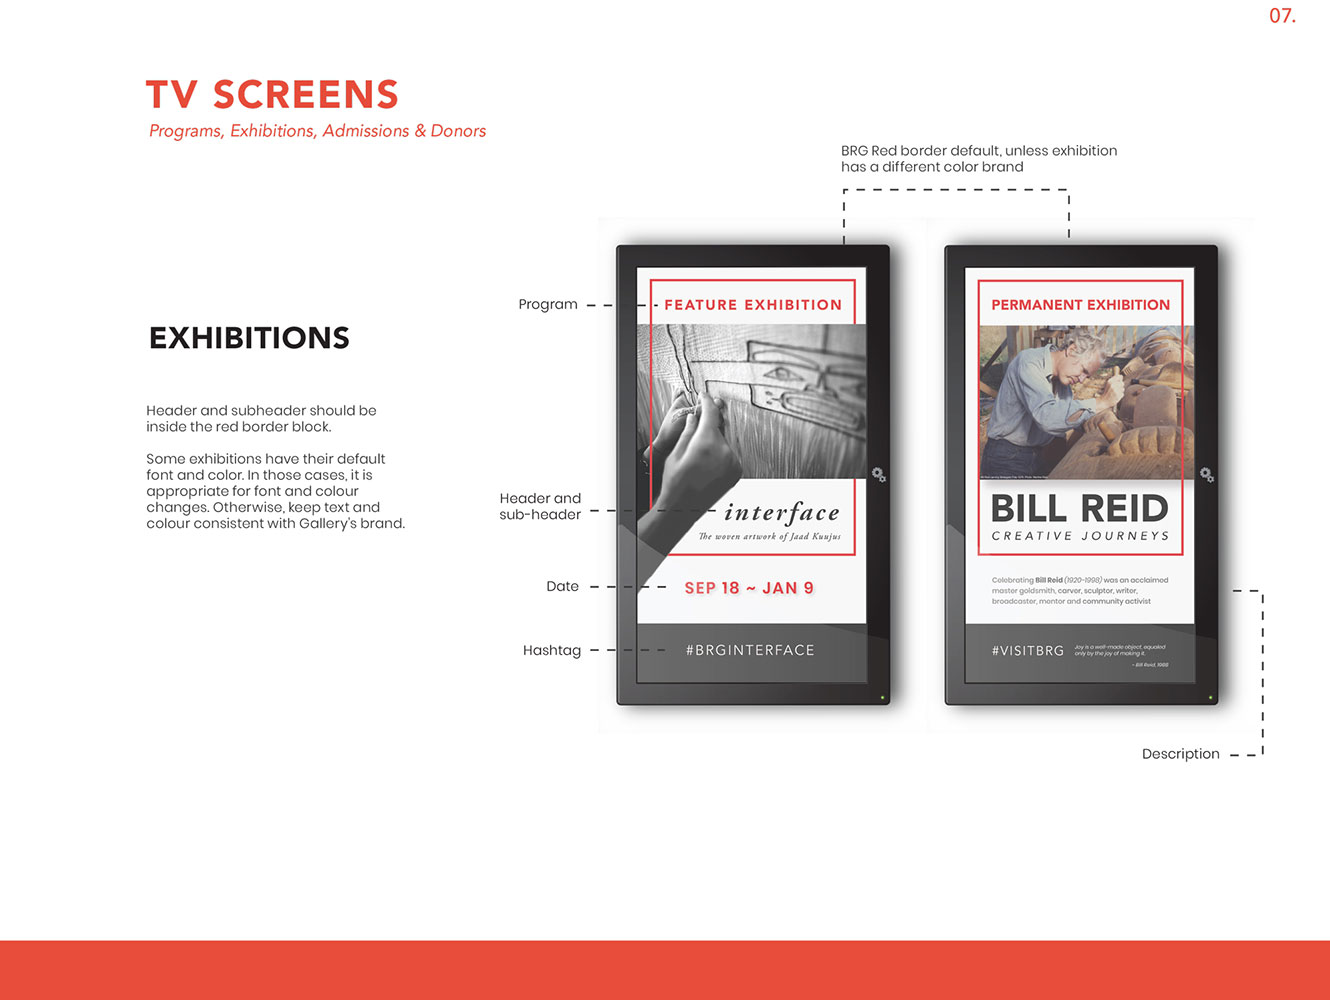 07.
TV SCREENS
Programs, Exhibitions, Admissions & Donors
BRG Red border default, unless exhibition
has a different color brand
EXHIBITIONS
Header and subheader should be
inside the red border block.
Some exhibitions have their default
font and color. In those cases, it is
appropriate for font and colour
changes. Otherwise, keep text and
colour consistent with Gallery's brand.
Program
Header and
sub-header
Date
Hashtag
FEATURE EXHIBITION
interface
The woven artwork of Jaad Kuujus
SEP 18 ~ JAN 9
#BRGINTERFACE
PERMANENT EXHIBITION
BILL REID
CREATIVE JOURNEYS
Celebrating Bill Reid (1920-1998) was an acclaimed
master goldsmith, carver, sculptor, writer,
broadcaster, mentor and community activist
#VISITBRG
Joy is a well-made object, equaled
only by the joy of making it.
- Bill Reid, 1988
Description